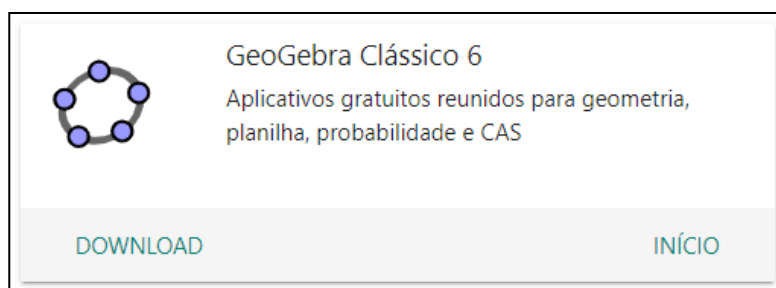 GeoGebra Clássico 6
Aplicativos gratuitos reunidos para geometria,
planilha, probabilidade e CAS
DOWNLOAD
INÍCIO